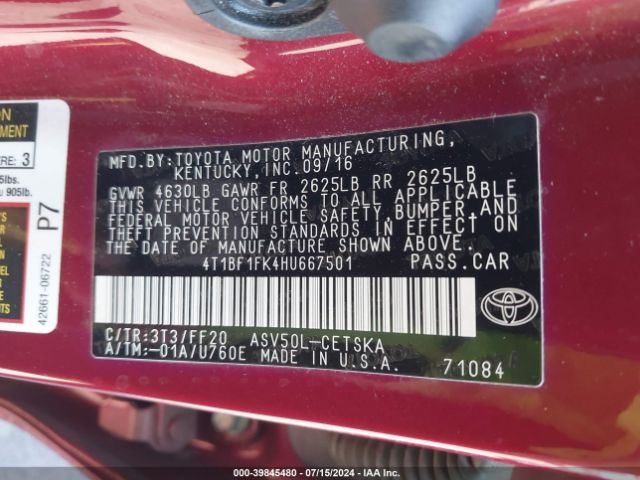 MFD.BY:TOYOTA MOTOR MANUFACTURING,
KENTUCKY,INC.09/16
GVWR 4630LB GAWR FR 2625LB RR 2625LB
THIS VEHICLE CONFORMS TO ALL APPLICABLE
FEDERAL MOTOR VEHICLE SAFETY,BUMPER,AND
THEFT PREVENTION STANDARDS IN EFFECT ON
THE DATE OF MANUFACTURE SHOWN ABOVE.
4T1BF1FK4HU667501 PASS.CAR
C/TR:3T3/FF20 ASV50L-CETSKA
A/TM:-01A/U760E MADE IN U.S.A. 71084
3
905lb.
P7
42661-06722
000-39845480 - 07/15/2024 - IAA Inc.